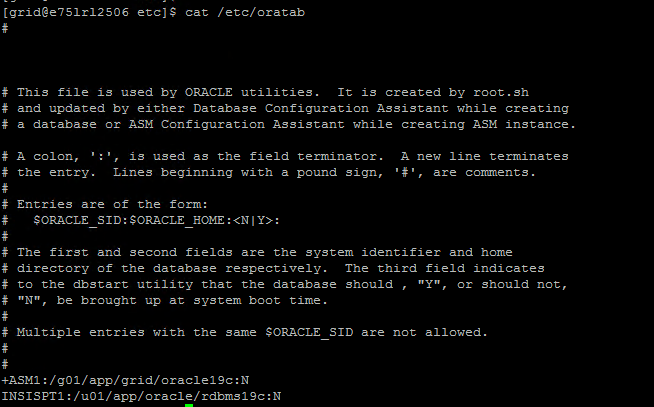 [grid@e75lrl2506 etc]$ cat /etc/oratab
#
# This file is used by ORACLE utilities.  It is created by root.sh
# and updated by either Database Configuration Assistant while creating
# a database or ASM Configuration Assistant while creating ASM instance.
# A colon, ':', is used as the field terminator.  A new line terminates
# the entry.  Lines beginning with a pound sign, '#', are comments.
#
# Entries are of the form:
#   $ORACLE_SID:$ORACLE_HOME:<N|Y>:
#
# The first and second fields are the system identifier and home
# directory of the database respectively.  The third field indicates
# to the dbstart utility that the database should , "Y", or should not,
# "N", be brought up at system boot time.
#
# Multiple entries with the same $ORACLE_SID are not allowed.
#
#
+ASM1:/g01/app/grid/oracle19c:N
INSISPT1:/u01/app/oracle/rdbms19c:N